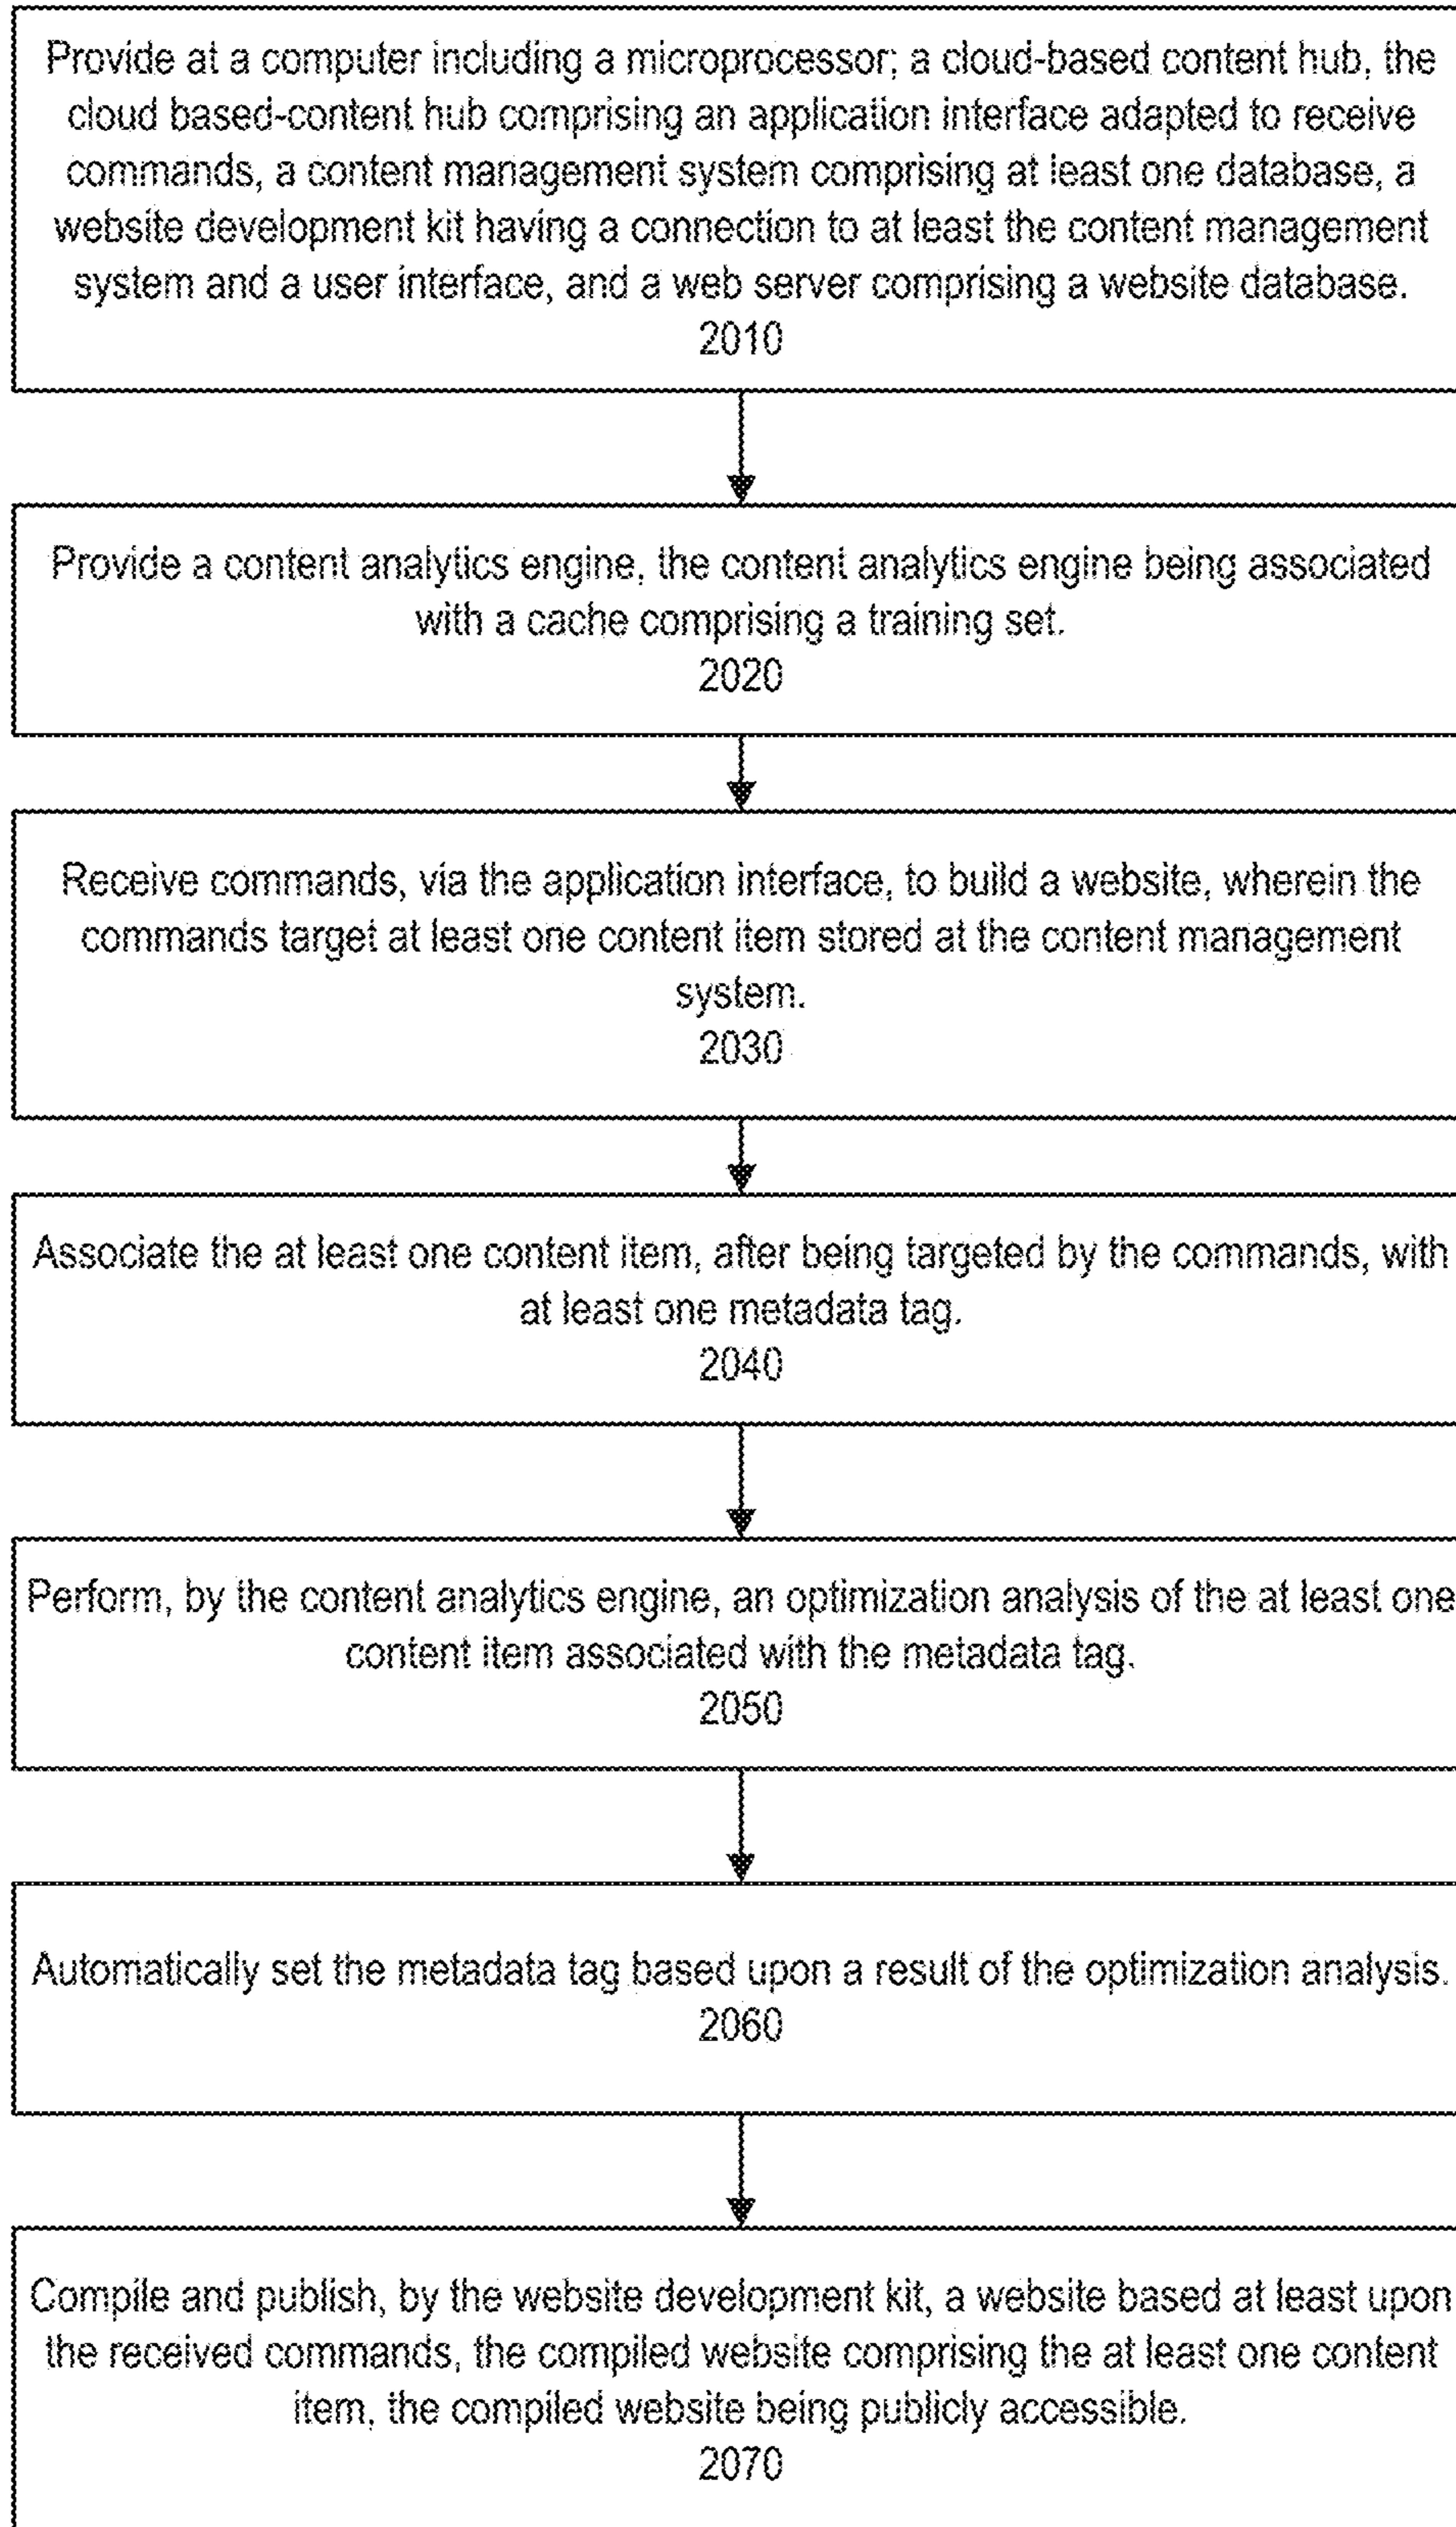 Provide at a computer including a microprocessor; a cloud-based content hub, the
cloud based-content hub comprising an application interface adapted to receive
commands, a content management system comprising at least one database, a
website development kit having a connection to at least the content management
system and a user interface, and a web server comprising a website database.
2010
Provide a content analytics engine, the content analytics engine being associated
with a cache comprising a training set.
2020
Receive commands, via the application interface, to build a website, wherein the
commands target at least one content item stored at the content management
system.
2030
Associate the at least one content item, after being targeted by the commands, with
at least one metadata tag.
2040
Perform, by the content analytics engine, an optimization analysis of the at least one
content item associated with the metadata tag.
2050
Automatically set the metadata tag based upon a result of the optimization analysis.
2060
Compile and publish, by the website development kit, a website based at least upon
the received commands, the compiled website comprising the at least one content
item, the compiled website being publicly accessible.
2070